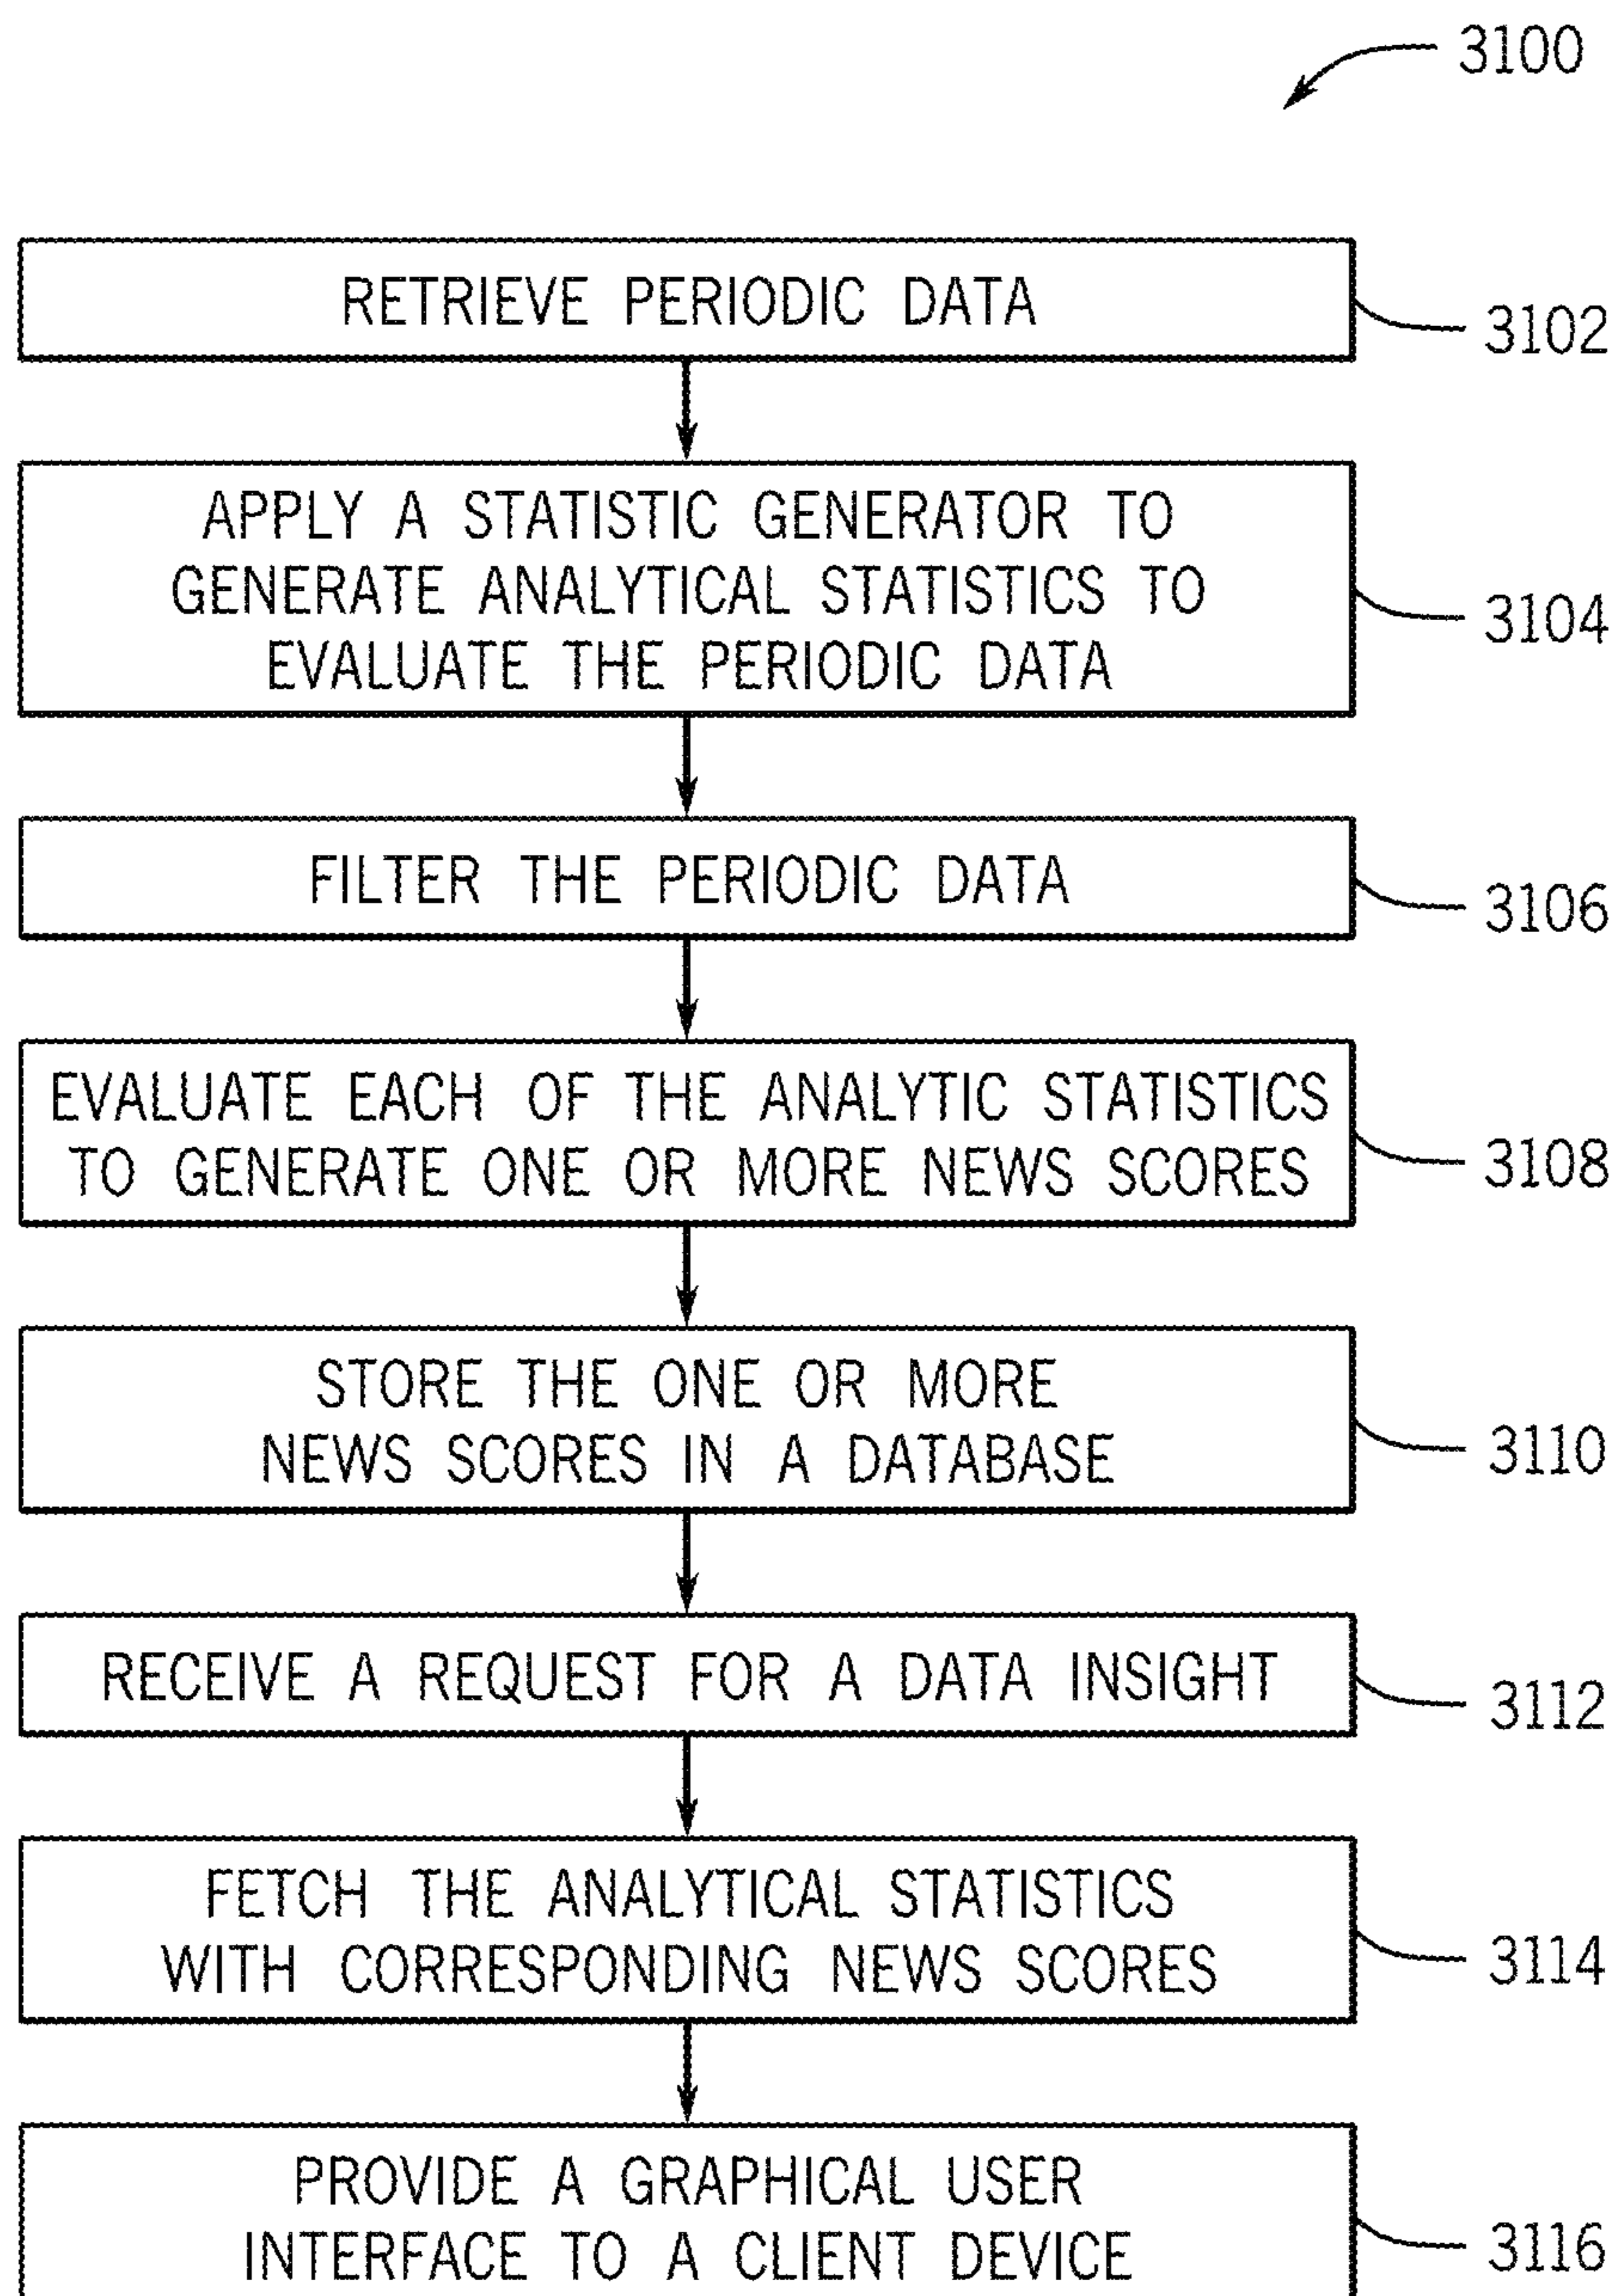 3100
RETRIEVE PERIODIC DATA
3102
APPLY A STATISTIC GENERATOR TO
GENERATE ANALYTICAL STATISTICS TO
EVALUATE THE PERIODIC DATA
3104
FILTER THE PERIODIC DATA
3106
EVALUATE EACH OF THE ANALYTIC STATISTICS
TO GENERATE ONE OR MORE NEWS SCORES
3108
STORE THE ONE OR MORE
NEWS SCORES IN A DATABASE
3110
RECEIVE A REQUEST FOR A DATA INSIGHT
3112
FETCH THE ANALYTICAL STATISTICS
WITH CORRESPONDING NEWS SCORES
3114
PROVIDE A GRAPHICAL USER
INTERFACE TO A CLIENT DEVICE
3116